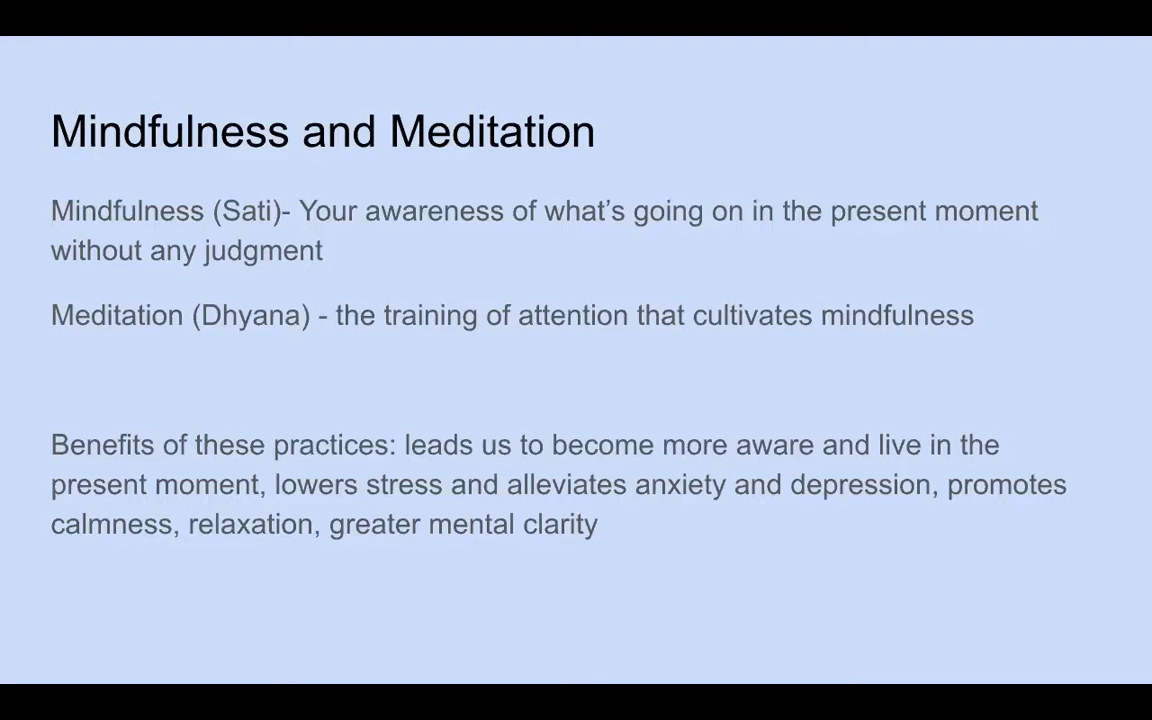 Mindfulness and Meditation
Mindfulness (Sati)- Your awareness of what’s going on in the present moment
without any judgment
Meditation (Dhyana) - the training of attention that cultivates mindfulness
Benefits of these practices: leads us to become more aware and live in the
present moment, lowers stress and alleviates anxiety and depression, promotes
calmness, relaxation, greater mental clarity